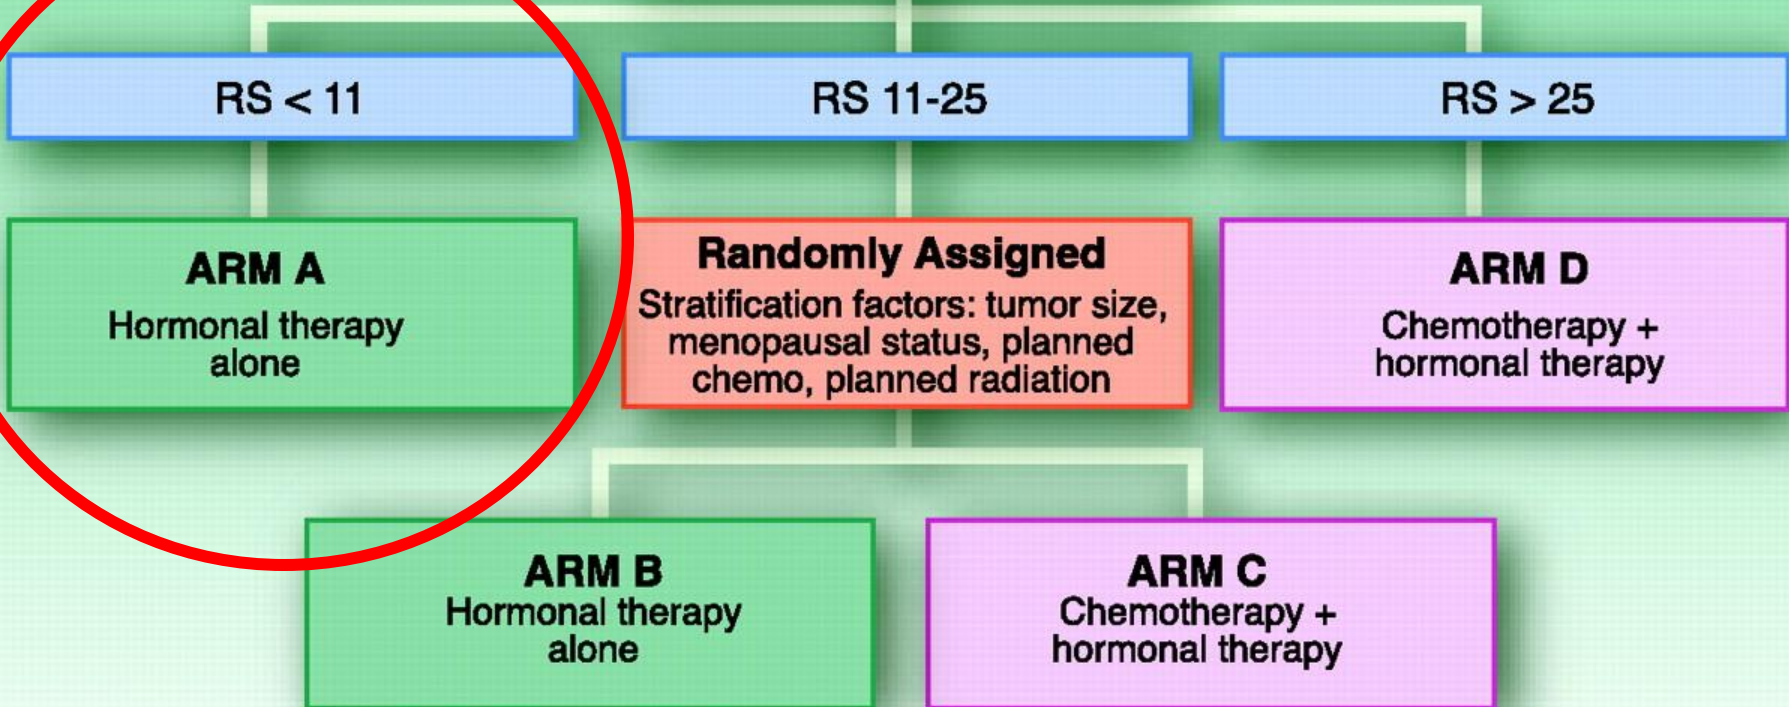 RS < 11
RS 11-25
RS > 25
ARM A
Hormonal therapy
alone
Randomly Assigned
Stratification factors: tumor size,
menopausal status, planned
chemo, planned radiation
ARM D
Chemotherapy +
hormonal therapy
ARM B
Hormonal therapy
alone
ARM C
Chemotherapy +
hormonal therapy